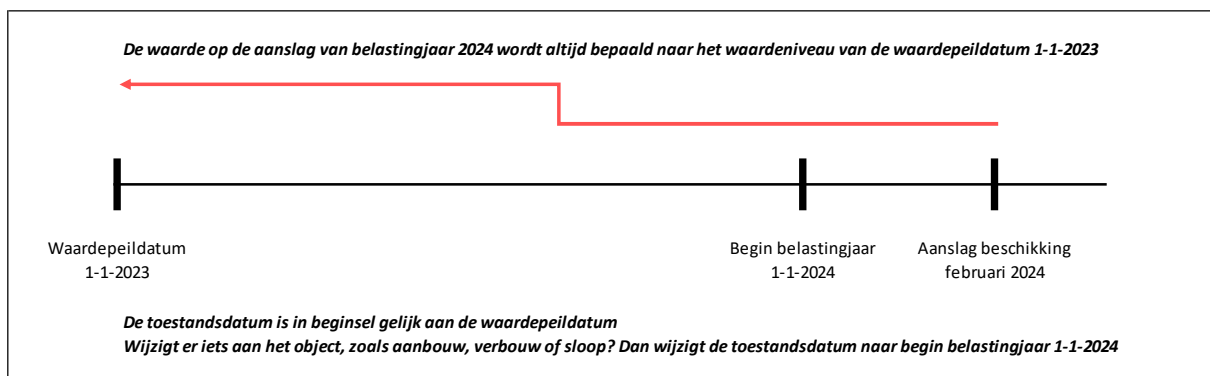 De waarde op de aanslag van belastingjaar 2024 wordt altijd bepaald naar het waardeniveau van de waardepeildatum 1-1-2023
Waardepeildatum
1-1-2023
Begin belastingjaar
1-1-2024
Aanslag beschikking
februari 2024
De toestandsdatum is in beginsel gelijk aan de waardepeildatum
Wijzigt er iets aan het object, zoals aanbouw, verbouw of sloop? Dan wijzigt de toestandsdatum naar begin belastingjaar 1-1-2024